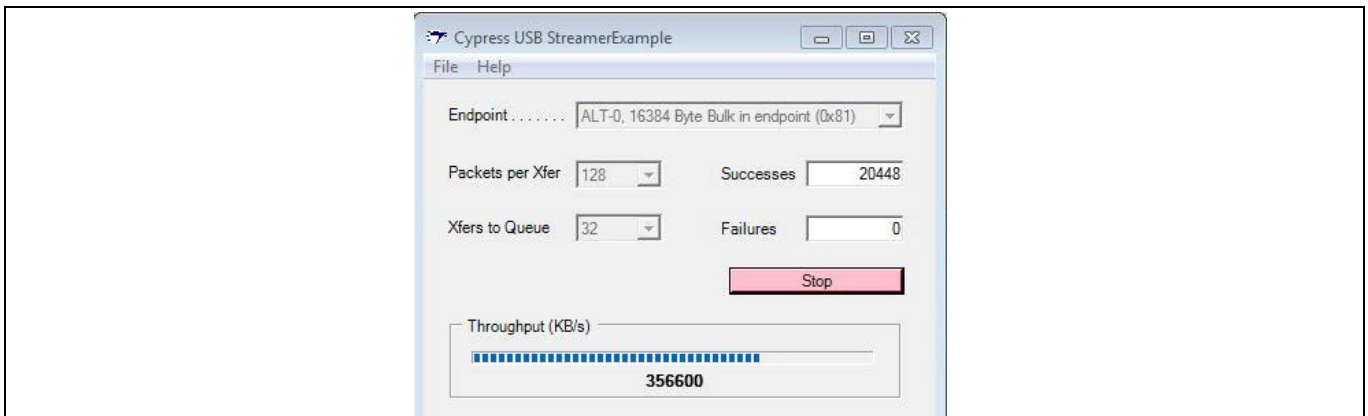 Cypress USB StreamerExample
File Help
Endpoint . . . . . . . ALT-0, 16384 Byte Bulk in endpoint (0x81)
Packets per Xfer 128 Successes 20448
Xfers to Queue 32 Failures 0
Stop
Throughput (KB/s)
356600